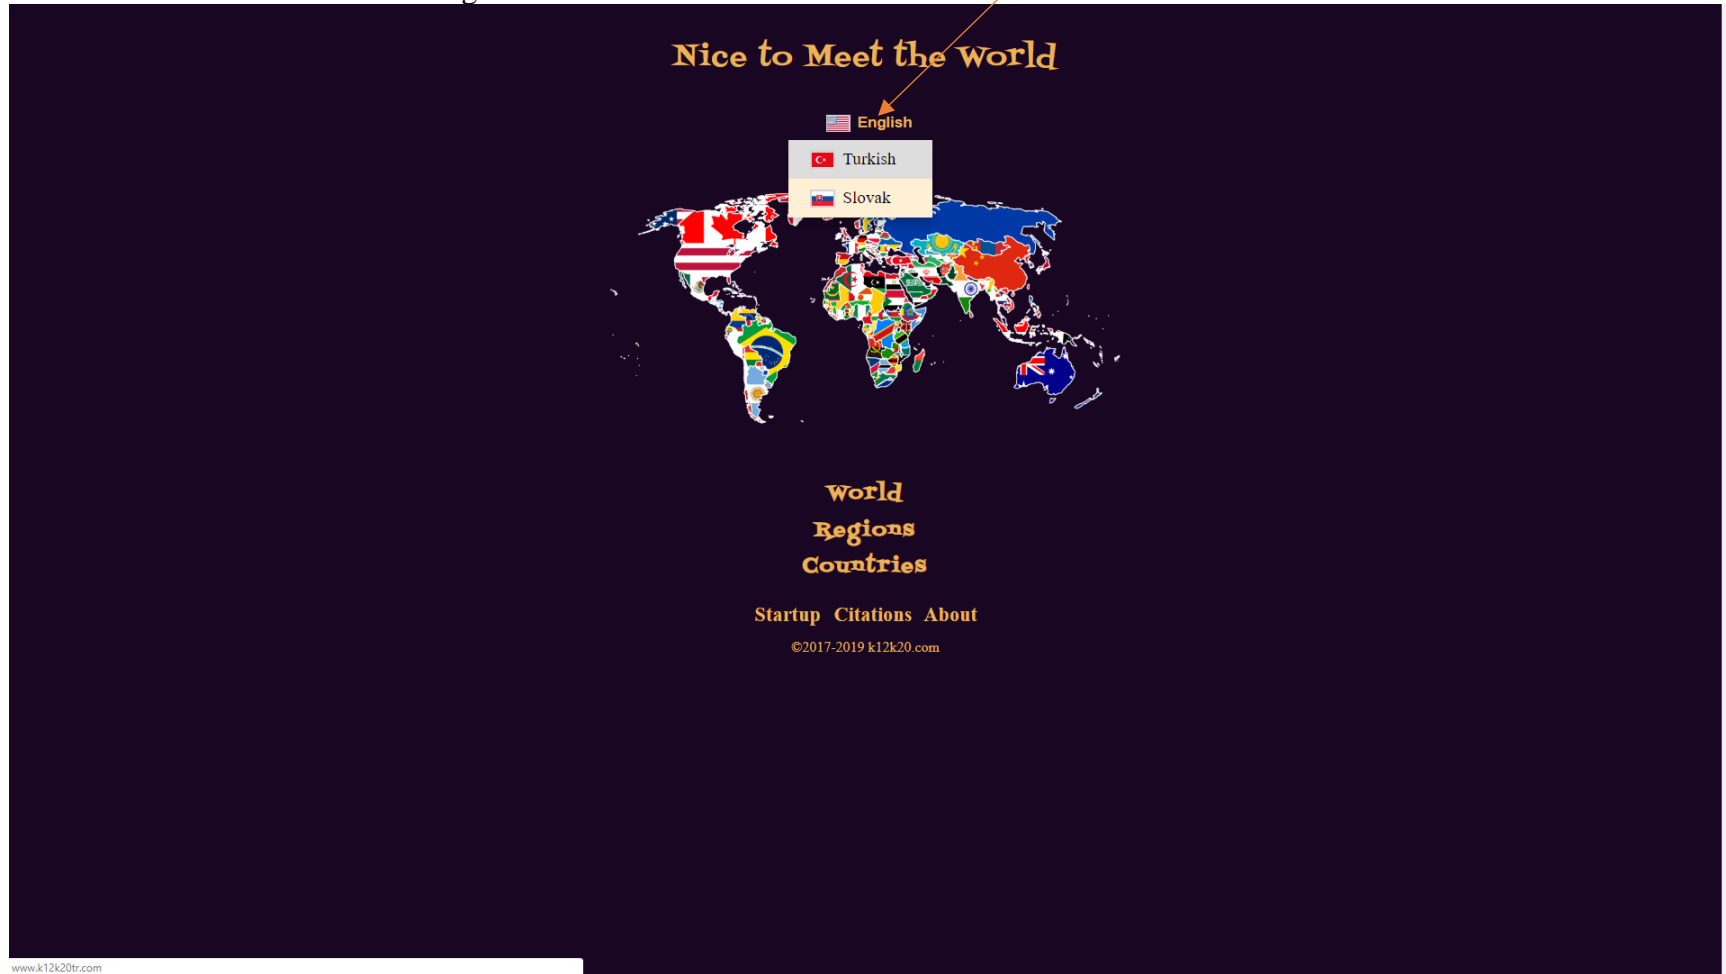 Nice to Meet the World
English
Turkish
Slovak
World
Regions
Countries
Startup Citations About
©2017-2019 k12k20.com
www.k12k20tr.com